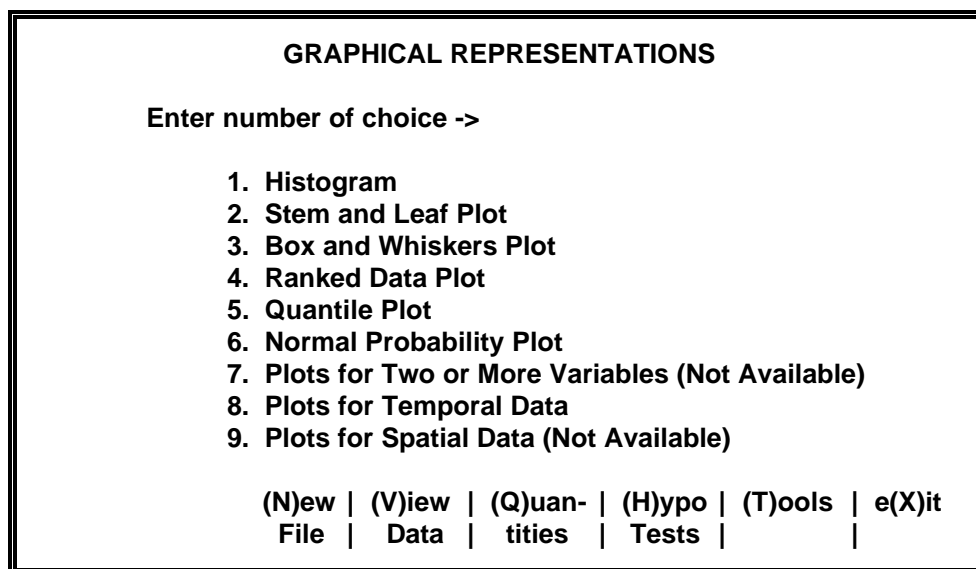 GRAPHICAL REPRESENTATIONS
Enter number of choice ->
1. Histogram
2. Stem and Leaf Plot
3. Box and Whiskers Plot
4. Ranked Data Plot
5. Quantile Plot
6. Normal Probability Plot
7. Plots for Two or More Variables (Not Available)
8. Plots for Temporal Data
9. Plots for Spatial Data (Not Available)
(N)ew | (V)iew | (Q)uan- | (H)ypo | (T)ools | e(X)it
File | Data | tities | Tests | |